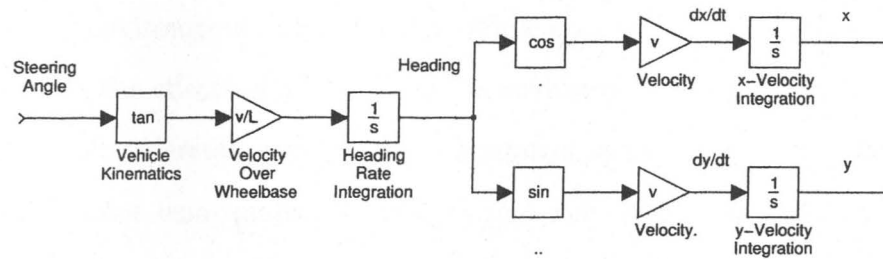 Steering
Angle
tan
Vehicle
Kinematics
v/L
Velocity
Over
Wheelbase
1
s
Heading
Rate
Integration
Heading
cos
v
Velocity
dx/dt
1
s
x-Velocity
Integration
x
sin
v
Velocity.
dy/dt
1
s
y-Velocity
Integration
y
..